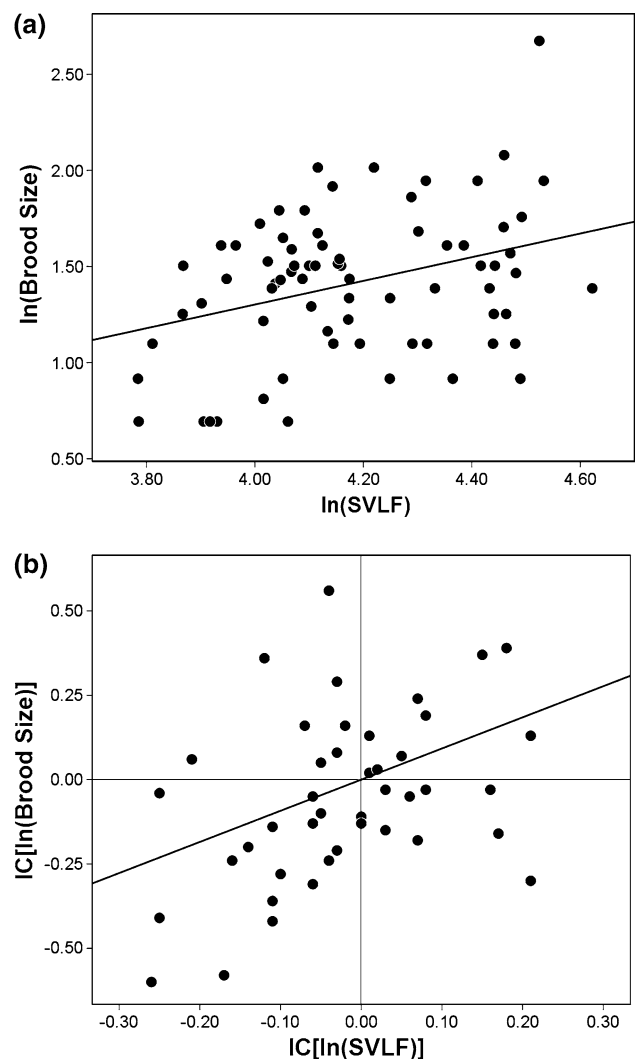 (a)
2.50
2.00
1.50
1.00
0.50
ln(Brood Size)
3.80 4.00 4.20 4.40 4.60
ln(SVLF)
(b)
0.50
0.25
0.00
-0.25
-0.50
IC[ln(Brood Size)]
-0.30 -0.20 -0.10 0.00 0.10 0.20 0.30
IC[ln(SVLF)]